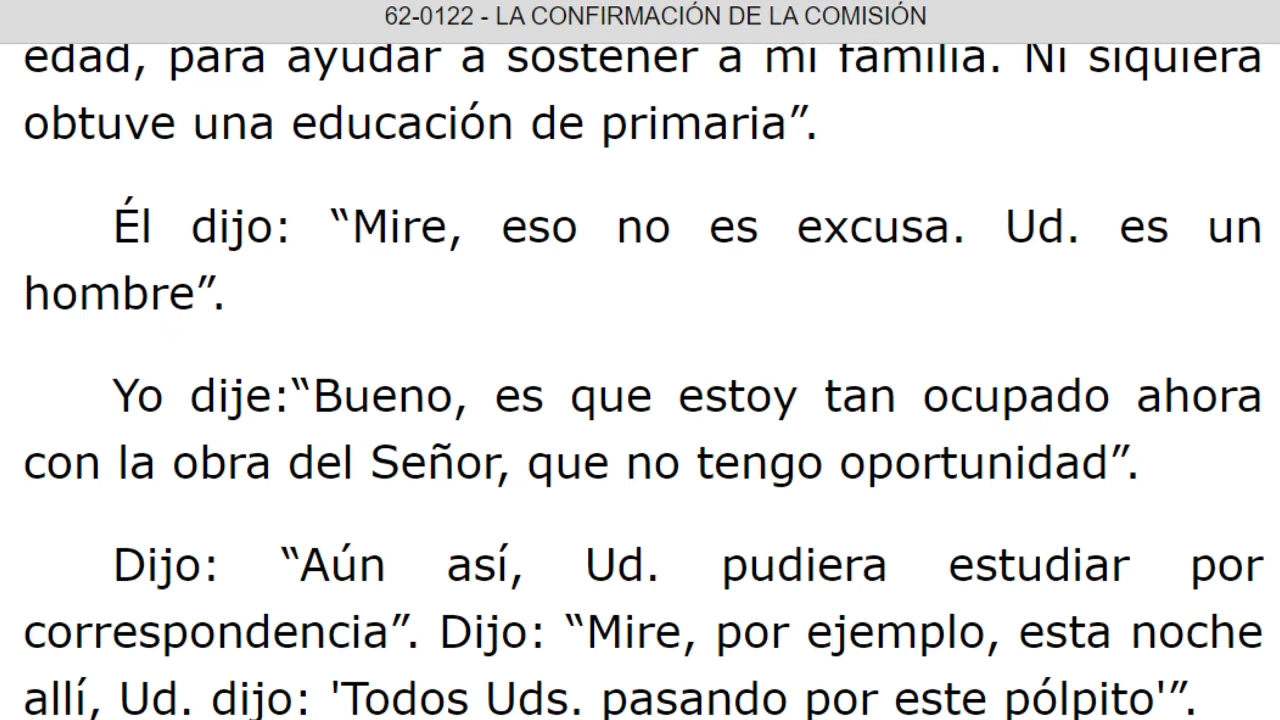 62-0122 - LA CONFIRMACIÓN DE LA COMISIÓN
edad, para ayudar a sostener a mi familia. Ni siquiera
obtuve una educación de primaria”.
Él dijo: “Mire, eso no es excusa. Ud. es un
hombre”.
Yo dije:“Bueno, es que estoy tan ocupado ahora
con la obra del Señor, que no tengo oportunidad”.
Dijo: “Aún así, Ud. pudiera estudiar por
correspondencia”. Dijo: “Mire, por ejemplo, esta noche
allí, Ud. dijo: 'Todos Uds. pasando por este pólpito'”.